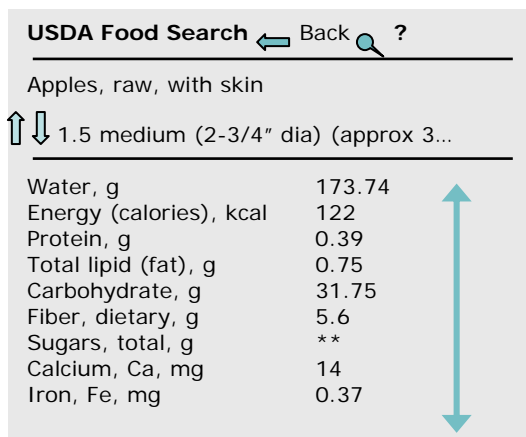 USDA Food Search Back ?
Apples, raw, with skin
1.5 medium (2-3/4" dia) (approx 3...
Water, g 173.74
Energy (calories), kcal 122
Protein, g 0.39
Total lipid (fat), g 0.75
Carbohydrate, g 31.75
Fiber, dietary, g 5.6
Sugars, total, g **
Calcium, Ca, mg 14
Iron, Fe, mg 0.37